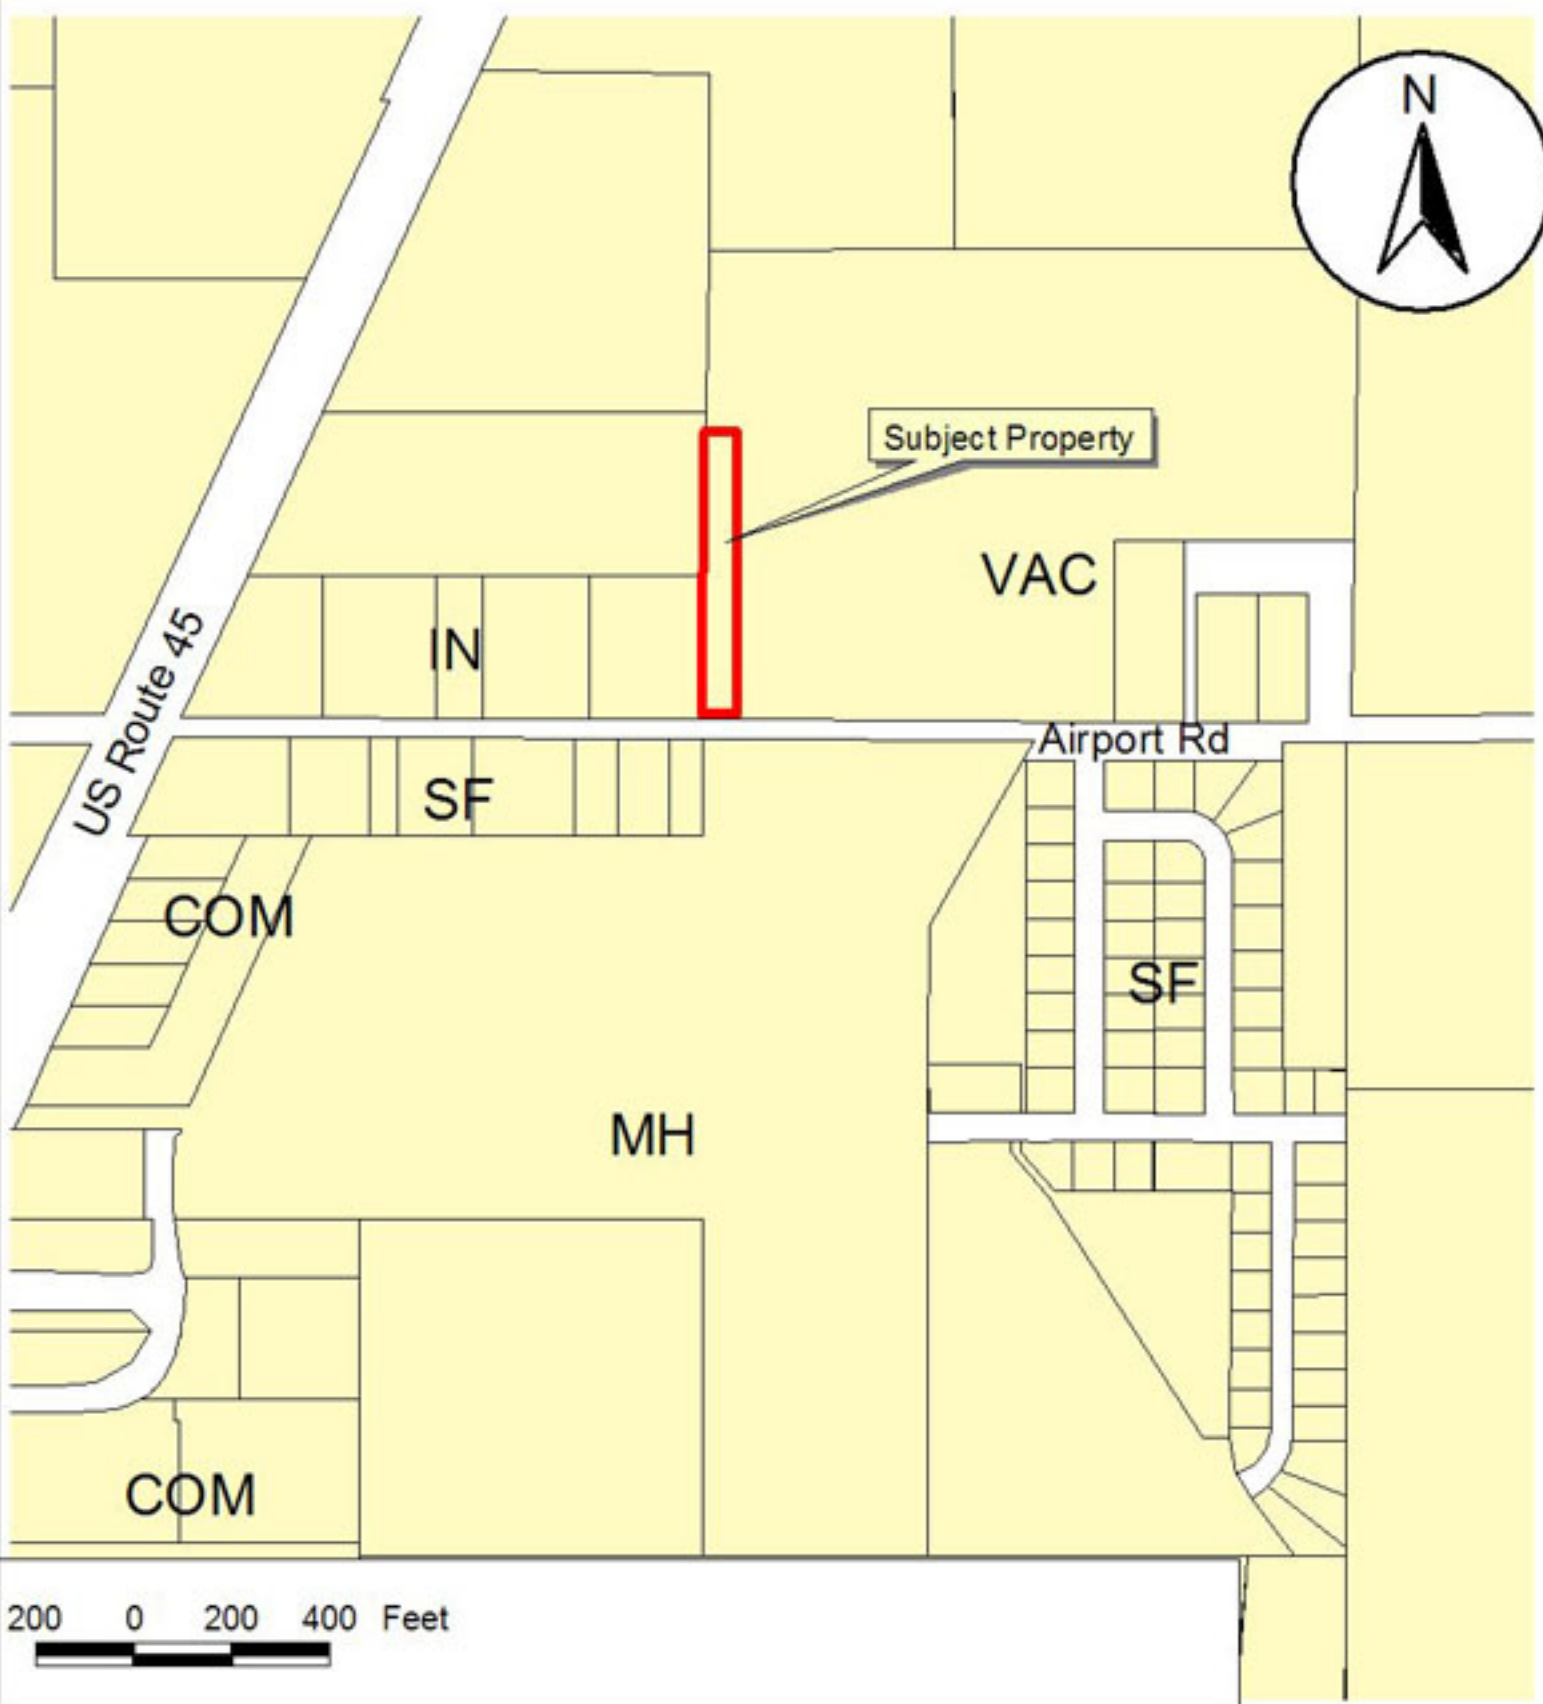 N
Subject Property
VAC
IN
US Route 45
Airport Rd
SF
COM
SF
MH
COM
200 0 200 400 Feet